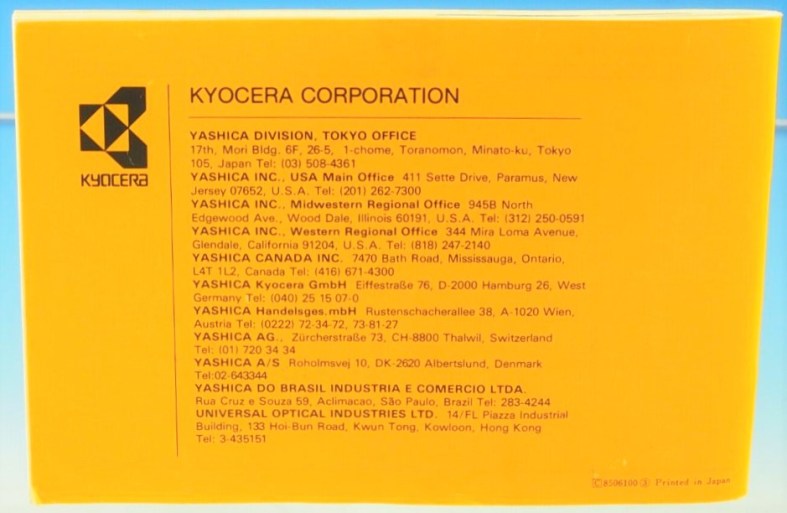 KYOCERA
KYOCERA CORPORATION
YASHICA DIVISION, TOKYO OFFICE
17th, Mori Bldg. 6F, 26-5, 1-chome, Toranomon, Minato-ku, Tokyo
105, Japan Tel: (03) 508-4361
YASHICA INC., USA Main Office 411 Sette Drive, Paramus, New
Jersey 07652, U.S.A. Tel: (201) 262-7300
YASHICA INC., Midwestern Regional Office 945B North
Edgewood Ave., Wood Dale, Illinois 60191, U.S.A. Tel: (312) 250-0591
YASHICA INC., Western Regional Office 344 Mira Loma Avenue,
Glendale, California 91204, U.S.A. Tel: (818) 247-2140
YASHICA CANADA INC. 7470 Bath Road, Mississauga, Ontario,
L4T 1L2, Canada Tel: (416) 671-4300
YASHICA Kyocera GmbH Eiffestraße 76, D-2000 Hamburg 26, West
Germany Tel: (040) 25 15 07-0
YASHICA Handelsges.mbH Rustenschacherallee 38, A-1020 Wien,
Austria Tel: (0222) 72-34-72, 73-81-27
YASHICA AG., Zürcherstraße 73, CH-8800 Thalwil, Switzerland
Tel: (01) 720 34 34
YASHICA A/S Roholmsvej 10, DK-2620 Albertslund, Denmark
Tel:02-643344
YASHICA DO BRASIL INDUSTRIA E COMERCIO LTDA.
Rua Cruz e Souza 59, Aclimacao, São Paulo, Brazil Tel: 283-4244
UNIVERSAL OPTICAL INDUSTRIES LTD. 14/FL Piazza Industrial
Building, 133 Hoi-Bun Road, Kwun Tong, Kowloon, Hong Kong
Tel: 3-435151
Ⓒ8506100③ Printed in Japan